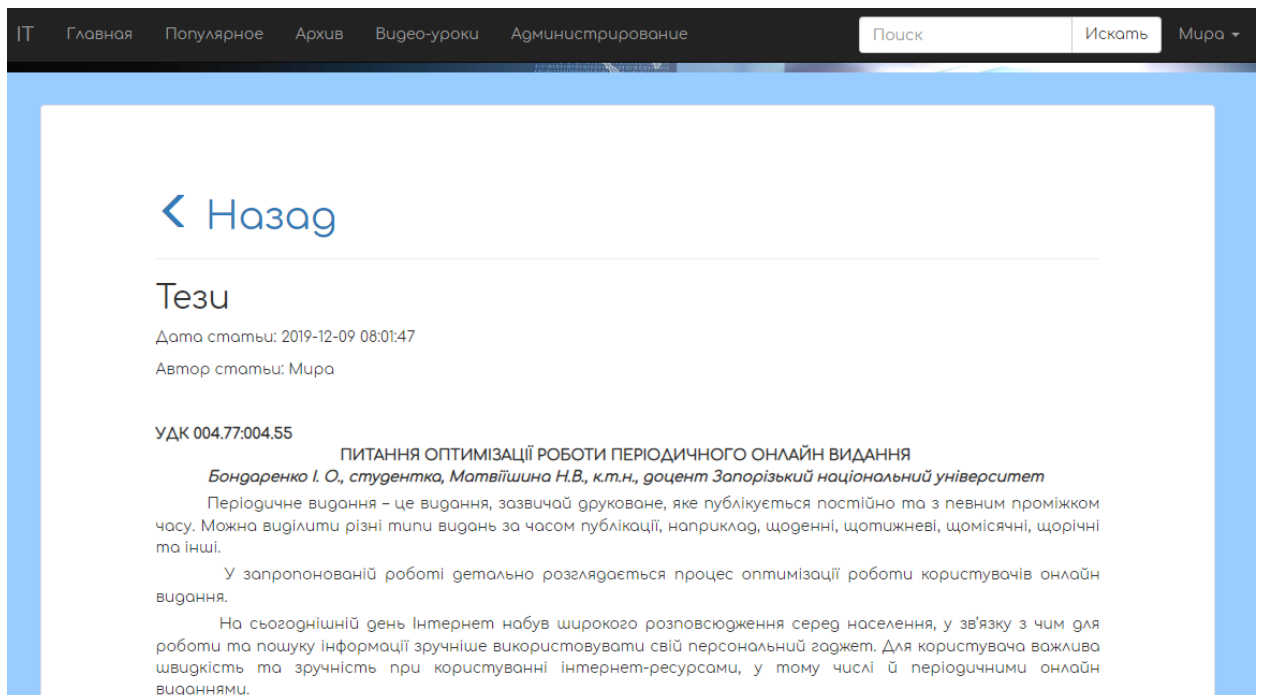 IT Главная Популярное Архив Видео-уроки Администрирование Поиск Искать Мира
Назад
Тези
Дата статьи: 2019-12-09 08:01:47
Автор статьи: Мира
УДК 004.77:004.55
ПИТАННЯ ОПТИМІЗАЦІЇ РОБОТИ ПЕРІОДИЧНОГО ОНЛАЙН ВИДАННЯ
Бондаренко І. О., студентка, Матвіїшина Н.В., к.т.н., доцент Запорізький національний університет
Періодичне видання – це видання, зазвичай друковане, яке публікується постійно та з певним проміжком
часу. Можна виділити різні типи видань за часом публікації, наприклад, щоденні, щотижневі, щомісячні, щорічні
та інші.
У запропонованій роботі детально розглядається процес оптимізації роботи користувачів онлайн
видання.
На сьогоднішній день Інтернет набув широкого розповсюдження серед населення, у зв'язку з чим для
роботи та пошуку інформації зручніше використовувати свій персональний гаджет. Для користувача важлива
швидкість та зручність при користуванні інтернет-ресурсами, у тому числі й періодичними онлайн
виданнями.